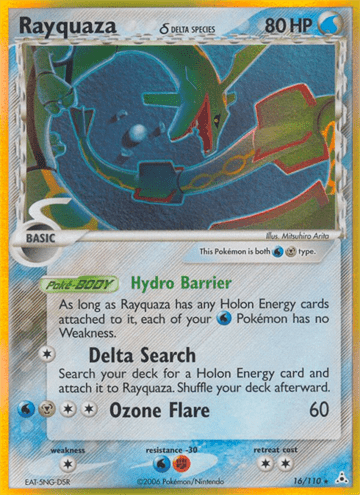 Rayquaza δ DELTA SPECIES 80 HP
Illus. Mitsuhiro Arita
δ
BASIC
This Pokémon is both type.
Poké-BODY Hydro Barrier
As long as Rayquaza has any Holon Energy cards
attached to it, each of your Pokémon has no
Weakness.
Delta Search
Search your deck for a Holon Energy card and
attach it to Rayquaza. Shuffle your deck afterward.
Ozone Flare 60
weakness resistance -30 retreat cost
EAT-5NG-D5R ©2006 Pokémon/Nintendo 16/110 ★